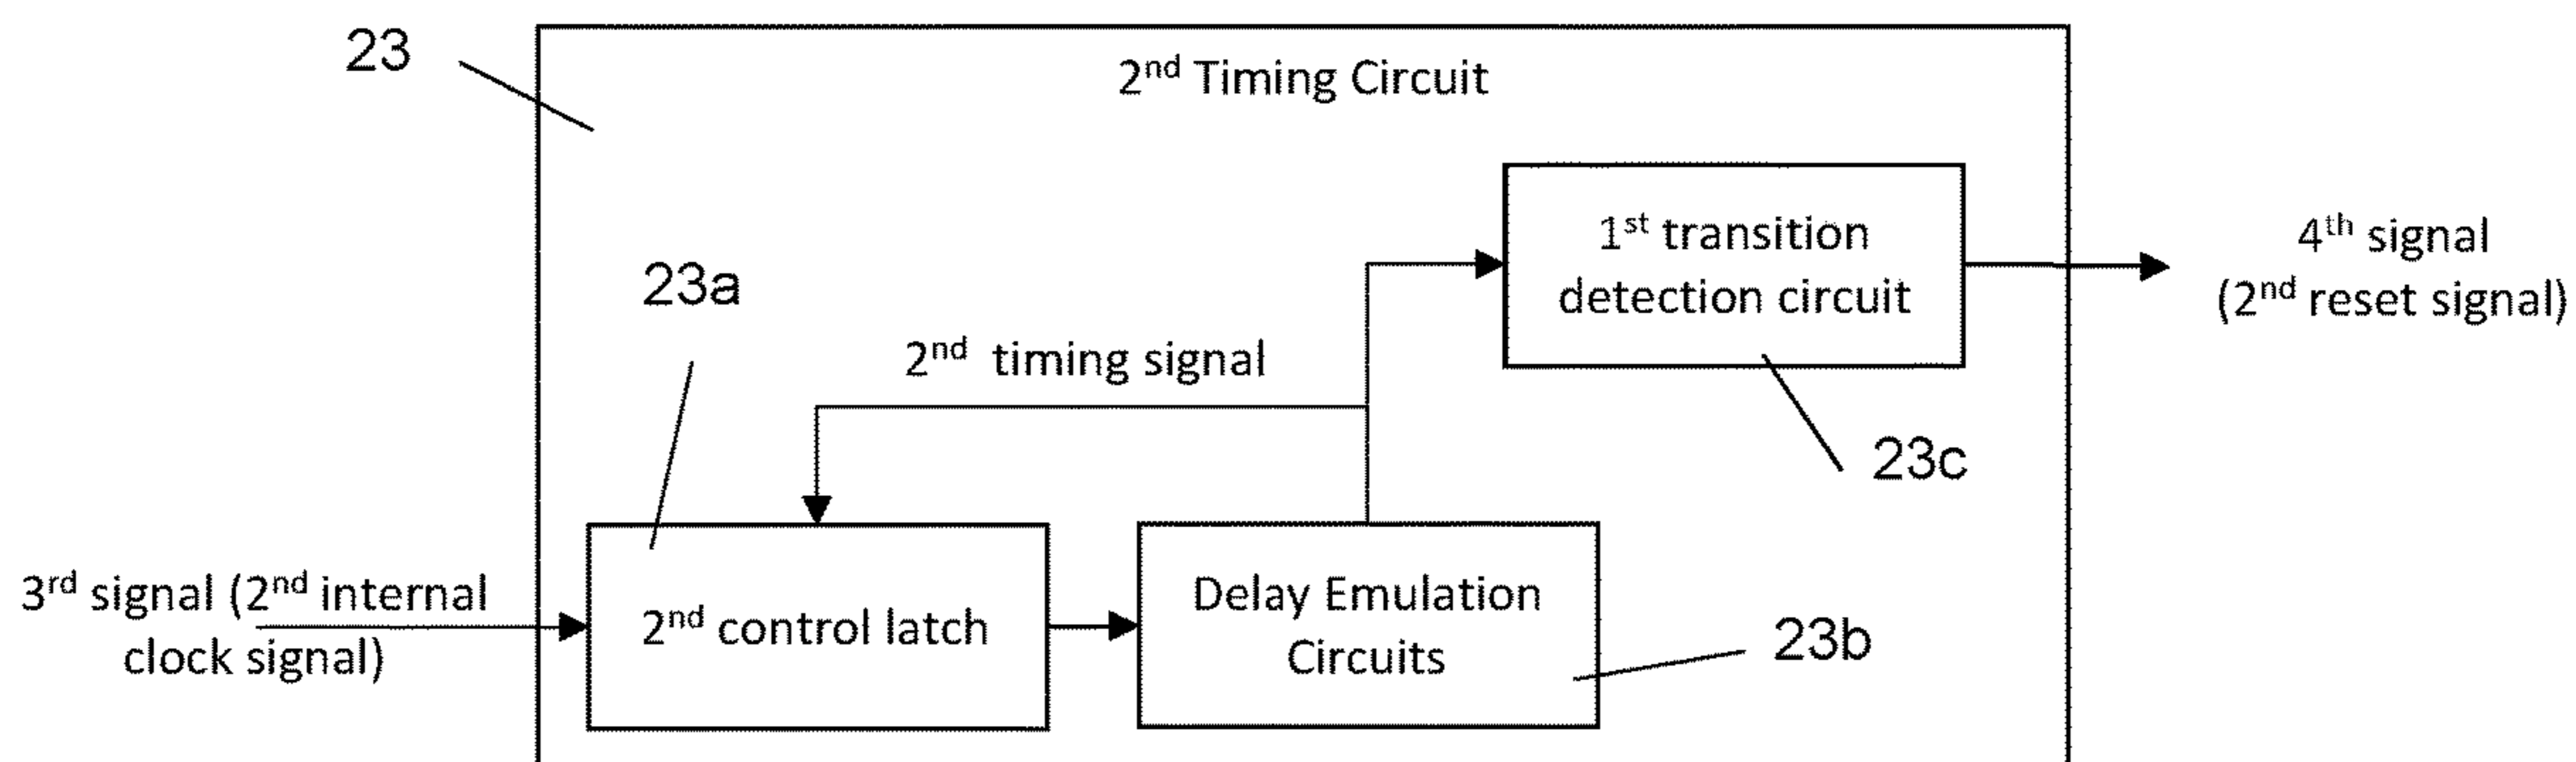 23
2nd Timing Circuit
1st transition
detection circuit
4th signal
(2nd reset signal)
23a
2nd timing signal
23c
3rd signal (2nd internal
clock signal)
2nd control latch
Delay Emulation
Circuits
23b